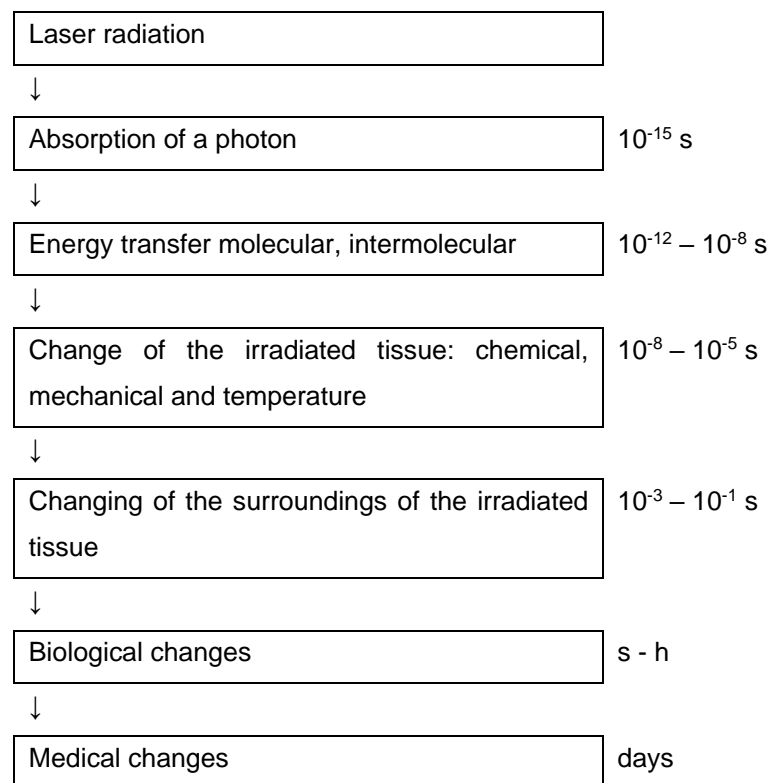 Laser radiation
↓
Absorption of a photon 10⁻¹⁵ s
↓
Energy transfer molecular, intermolecular 10⁻¹² – 10⁻⁸ s
↓
Change of the irradiated tissue: chemical, 10⁻⁸ – 10⁻⁵ s
mechanical and temperature
↓
Changing of the surroundings of the irradiated 10⁻³ – 10⁻¹ s
tissue
↓
Biological changes s - h
↓
Medical changes days